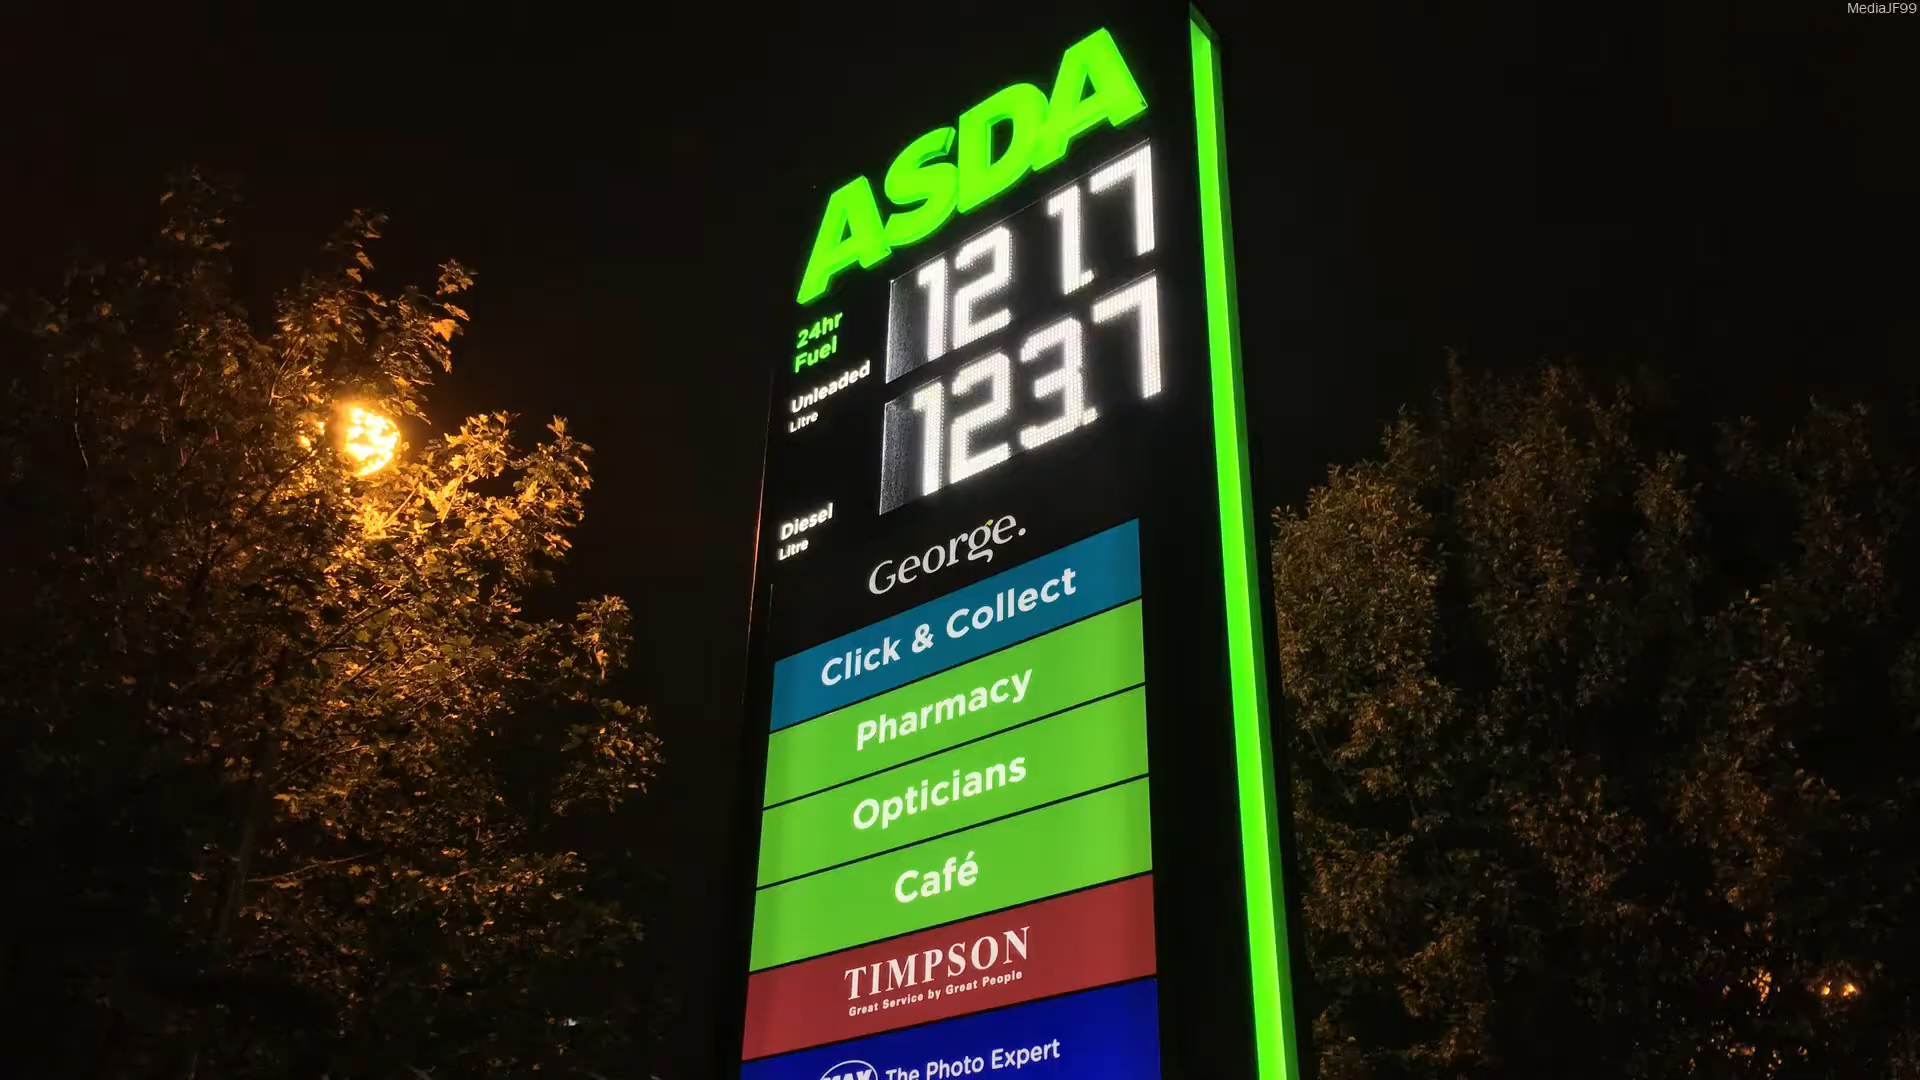 MediaJF99
ASDA
24hr
Fuel
Unleaded
Litre
121.7
Diesel
Litre
123.7
George.
Click & Collect
Pharmacy
Opticians
Café
TIMPSON
Great Service by Great People
MAX The Photo Expert